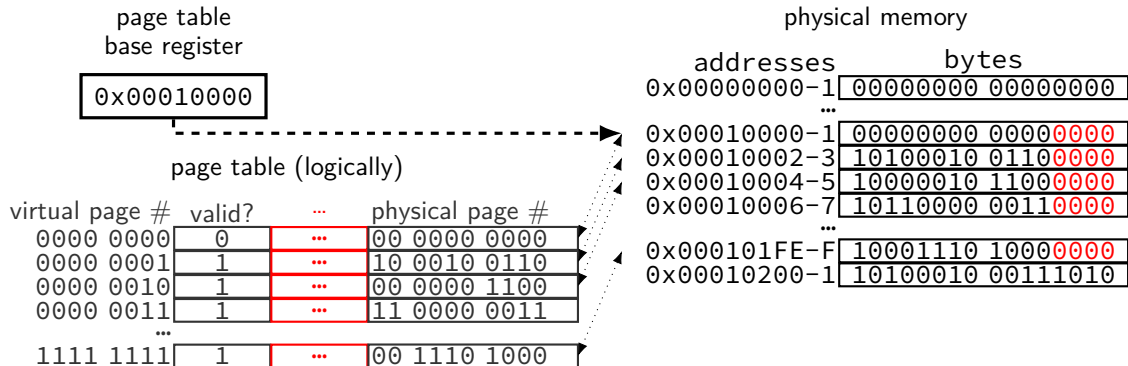 page table
base register
0x00010000
page table (logically)
virtual page # valid? ... physical page #
0000 0000 0 ... 00 0000 0000
0000 0001 1 ... 10 0010 0110
0000 0010 1 ... 00 0000 1100
0000 0011 1 ... 11 0000 0011
...
1111 1111 1 ... 00 1110 1000
physical memory
addresses bytes
0x00000000-1 00000000 00000000
...
0x00010000-1 00000000 00000000
0x00010002-3 10100010 01100000
0x00010004-5 10000010 11000000
0x00010006-7 10110000 00110000
...
0x000101FE-F 10001110 10000000
0x00010200-1 10100010 00111010